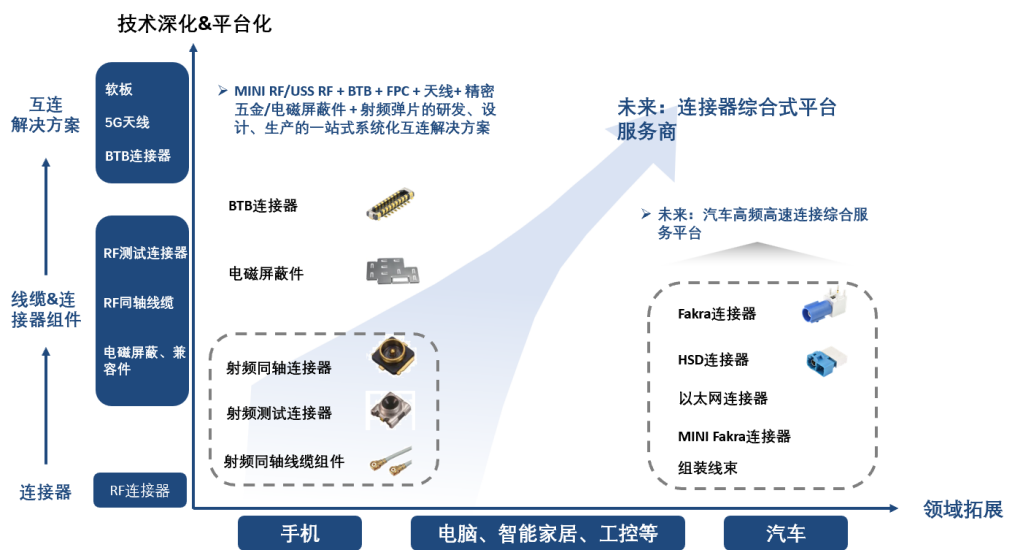 技术深化&平台化
互连
解决方案
软板
5G天线
BTB连接器
线缆&连
接器组件
RF测试连接器
RF同轴线缆
电磁屏蔽、兼
容件
连接器
RF连接器
➢ MINI RF/USS RF + BTB + FPC + 天线+ 精密
五金/电磁屏蔽件 + 射频弹片的研发、设
计、生产的一站式系统化互连解决方案
BTB连接器
电磁屏蔽件
射频同轴连接器
射频测试连接器
射频同轴线缆组件
未来：连接器综合式平台
服务商
➢ 未来：汽车高频高速连接综合服
务平台
Fakra连接器
HSD连接器
以太网连接器
MINI Fakra连接器
组装线束
手机
电脑、智能家居、工控等
汽车
领域拓展